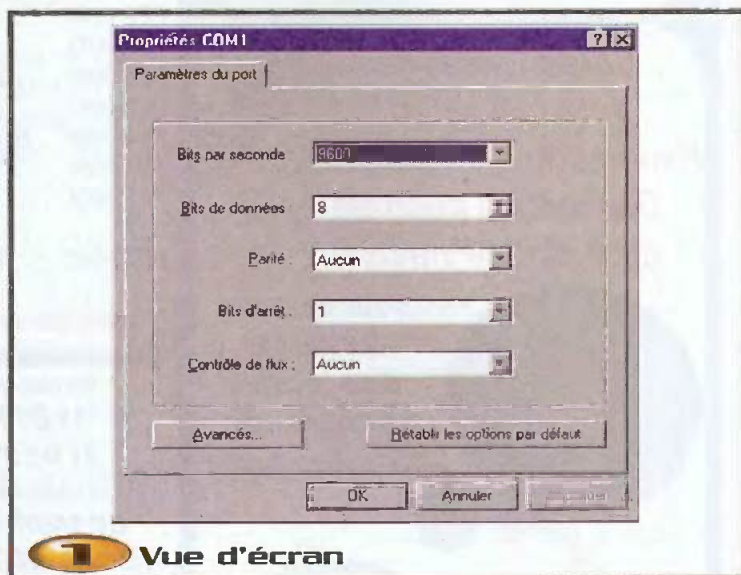 Propriétés COM1
Paramètres du port
Bits par seconde
9600
Bits de données :
8
Parité :
Aucun
Bits d'arrêt :
1
Contrôle de flux :
Aucun
Avancés...
Rétablir les options par défaut
OK
Annuler
1 Vue d'écran